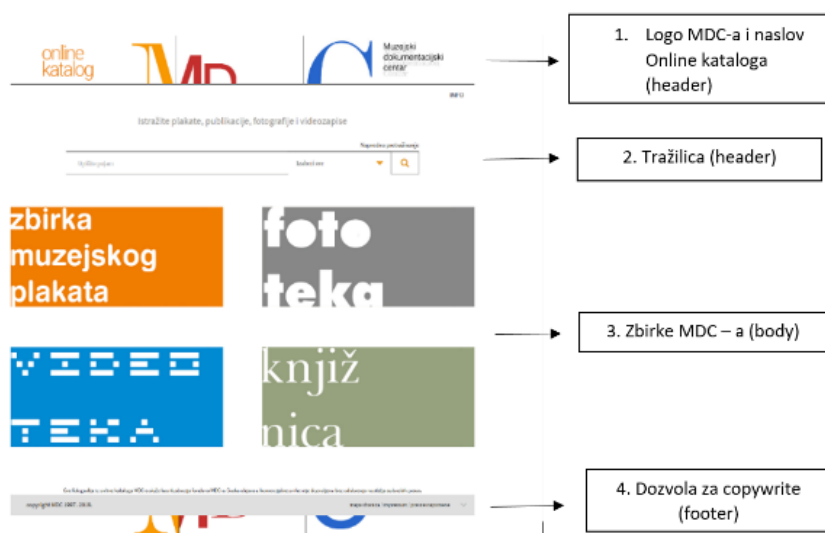 online
katalog
MDC
Muzejski
dokumentacijski
centar
1. Logo MDC-a i naslov
Online kataloga
(header)
INFO
Istražite plakate, publikacije, fotografije i videozapise
Napredno pretraživanje
2. Tražilica (header)
zbirka
muzejskog
plakata
foto
teka
3. Zbirke MDC – a (body)
VIDEO
TEKA
knjiž
nica
4. Dozvola za copywrite
(footer)
copyright MDC